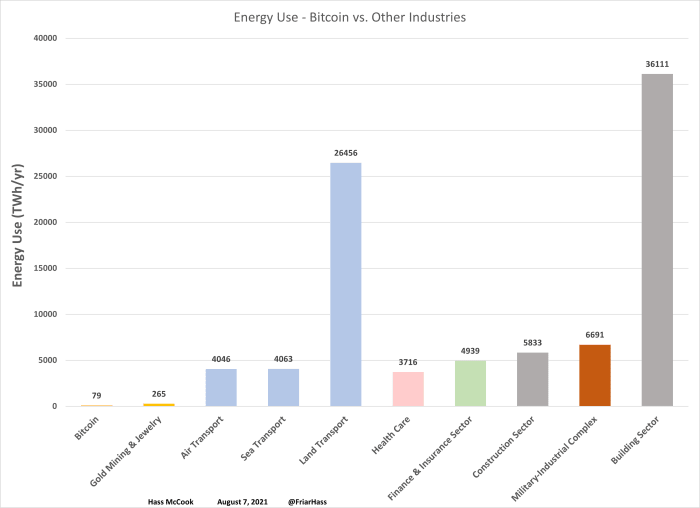 Energy Use - Bitcoin vs. Other Industries
Energy Use (TWh/yr)
40000
35000
30000
25000
20000
15000
10000
5000
0
79
265
4046
4063
26456
3716
4939
5833
6691
36111
Bitcoin
Gold Mining & Jewelry
Air Transport
Sea Transport
Land Transport
Health Care
Finance & Insurance Sector
Construction Sector
Military-Industrial Complex
Building Sector
Hass McCook August 7, 2021 @FriarHass